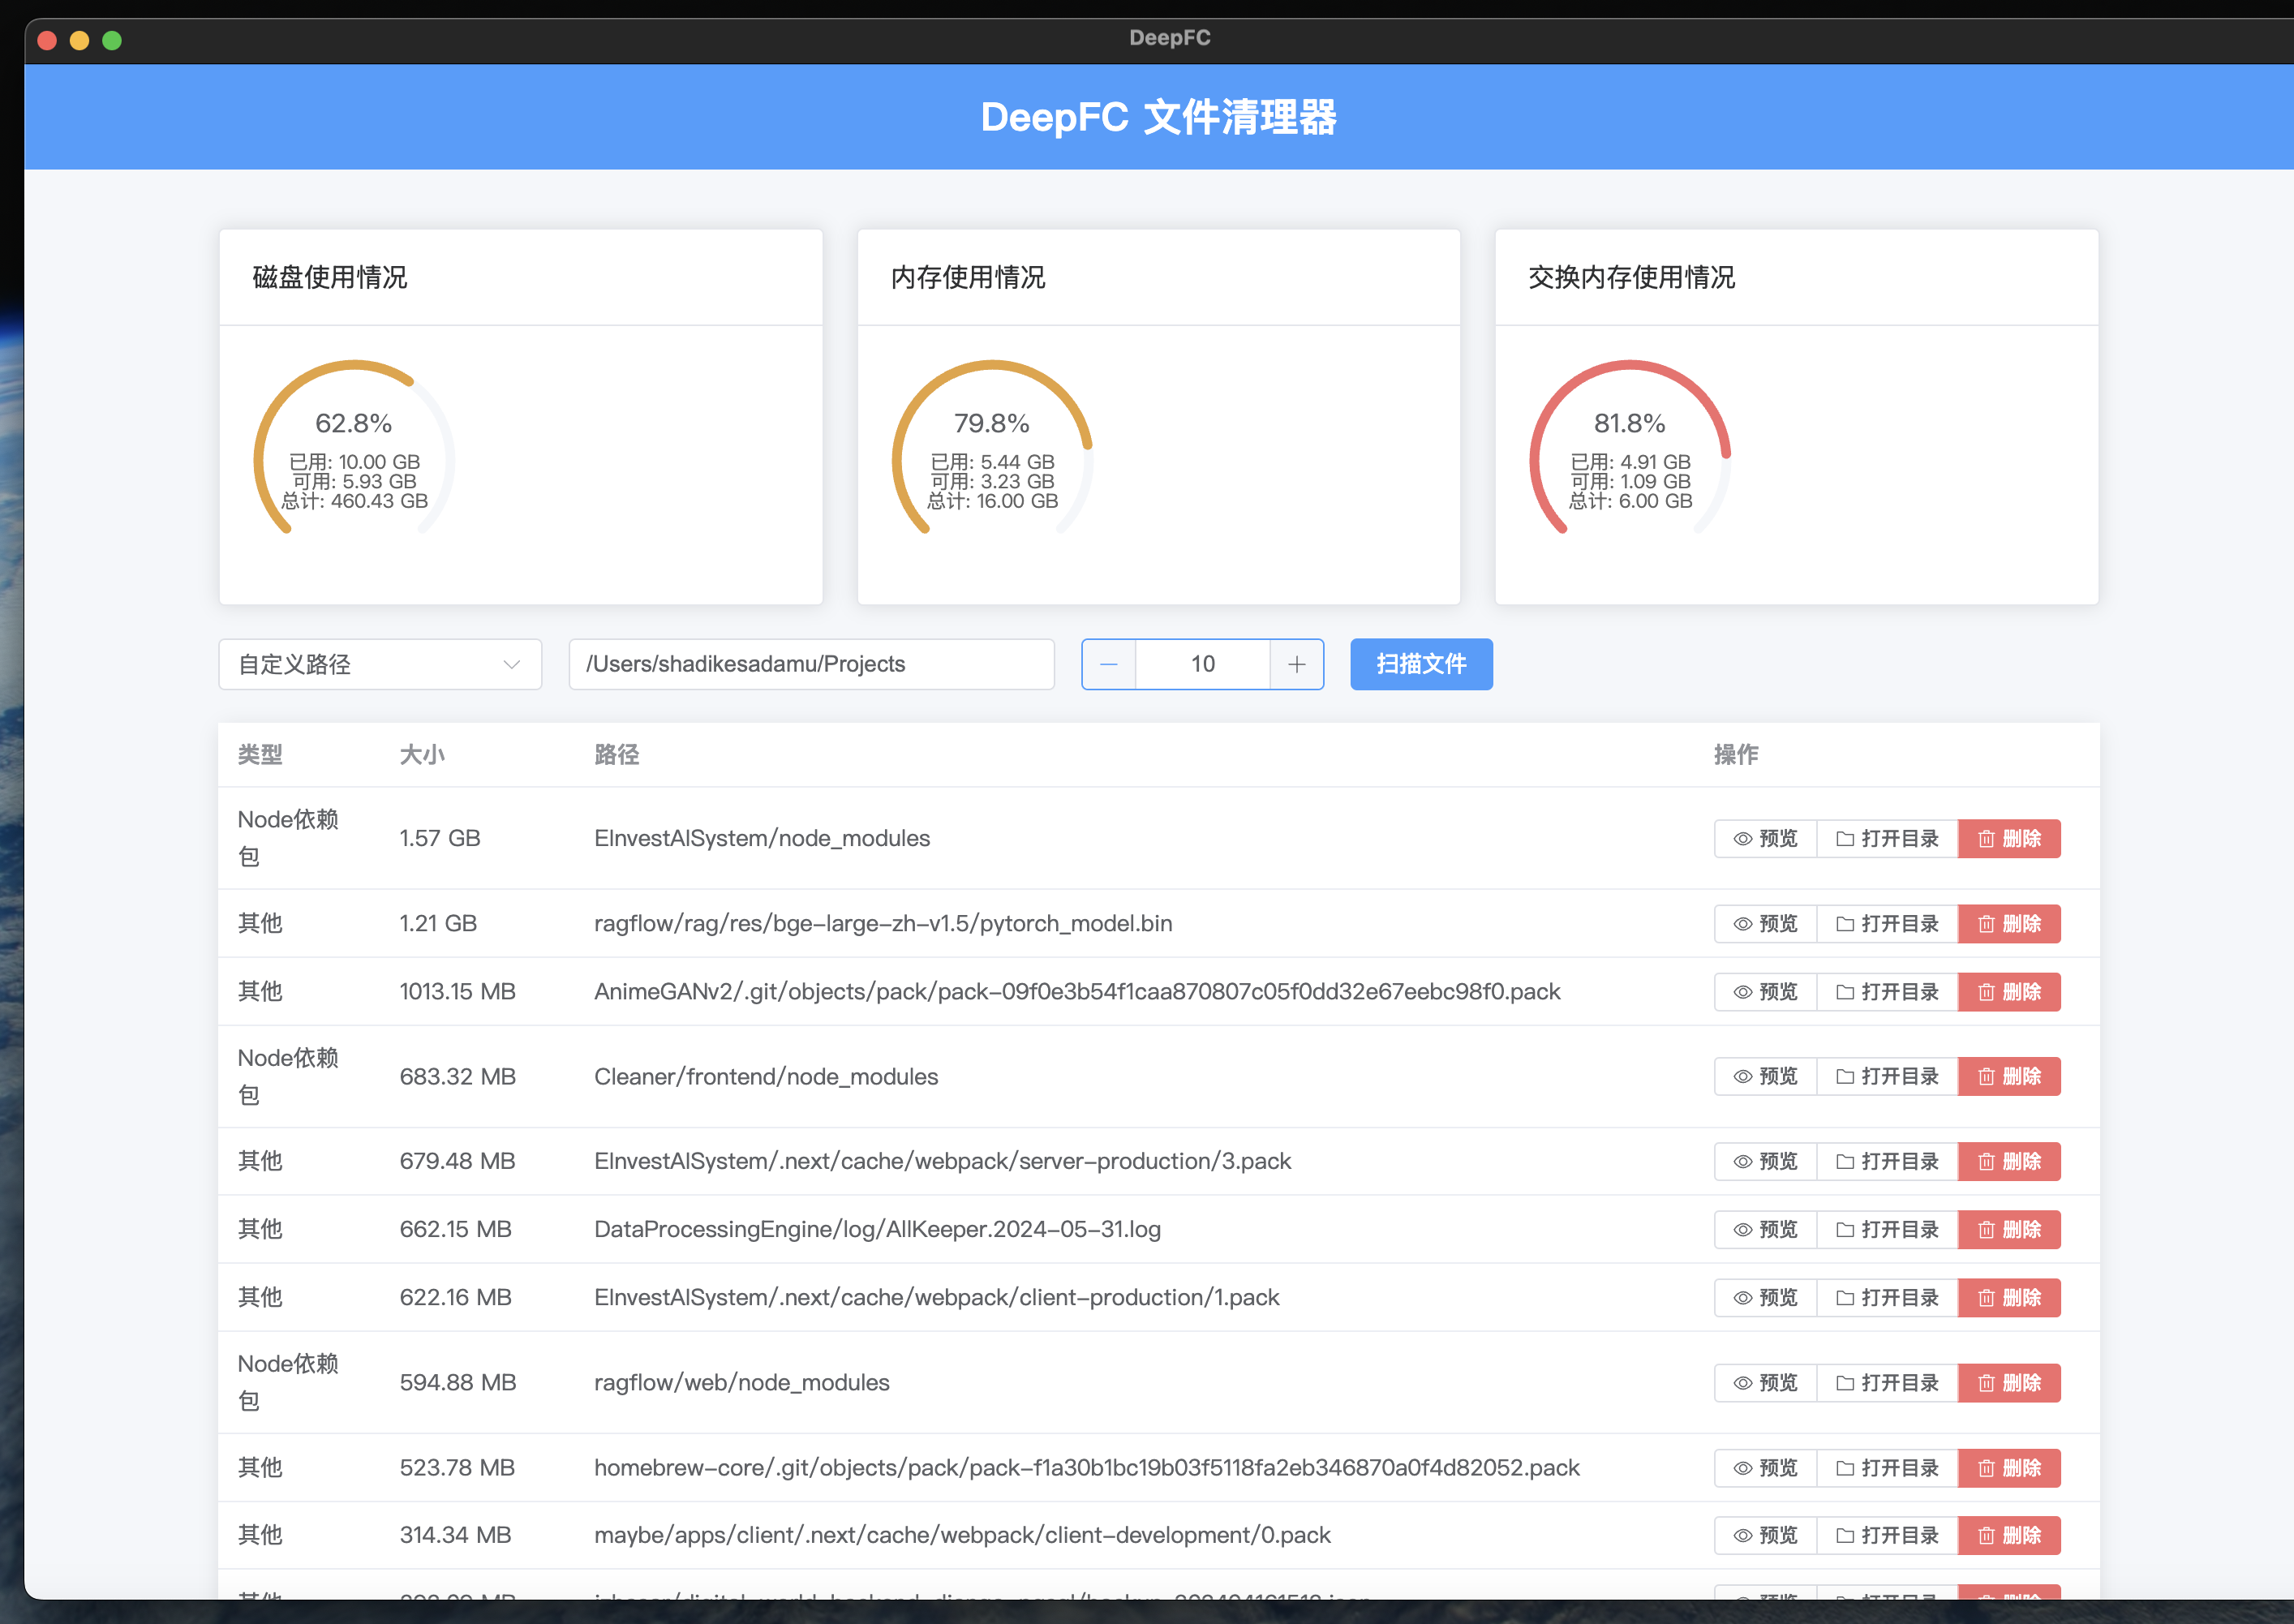 DeepFC
DeepFC 文件清理器
磁盘使用情况
62.8%
已用: 10.00 GB
可用: 5.93 GB
总计: 460.43 GB
内存使用情况
79.8%
已用: 5.44 GB
可用: 3.23 GB
总计: 16.00 GB
交换内存使用情况
81.8%
已用: 4.91 GB
可用: 1.09 GB
总计: 6.00 GB
自定义路径 /Users/shadikesadamu/Projects 10 扫描文件
类型 大小 路径 操作
Node依赖包 1.57 GB EInvestAISystem/node_modules 预览 打开目录 删除
其他 1.21 GB ragflow/rag/res/bge-large-zh-v1.5/pytorch_model.bin 预览 打开目录 删除
其他 1013.15 MB AnimeGANv2/.git/objects/pack/pack-09f0e3b54f1caa870807c05f0dd32e67eebc98f0.pack 预览 打开目录 删除
Node依赖包 683.32 MB Cleaner/frontend/node_modules 预览 打开目录 删除
其他 679.48 MB EInvestAISystem/.next/cache/webpack/server-production/3.pack 预览 打开目录 删除
其他 662.15 MB DataProcessingEngine/log/AllKeeper.2024-05-31.log 预览 打开目录 删除
其他 622.16 MB EInvestAISystem/.next/cache/webpack/client-production/1.pack 预览 打开目录 删除
Node依赖包 594.88 MB ragflow/web/node_modules 预览 打开目录 删除
其他 523.78 MB homebrew-core/.git/objects/pack/pack-f1a30b1bc19b03f5118fa2eb346870a0f4d82052.pack 预览 打开目录 删除
其他 314.34 MB maybe/apps/client/.next/cache/webpack/client-development/0.pack 预览 打开目录 删除